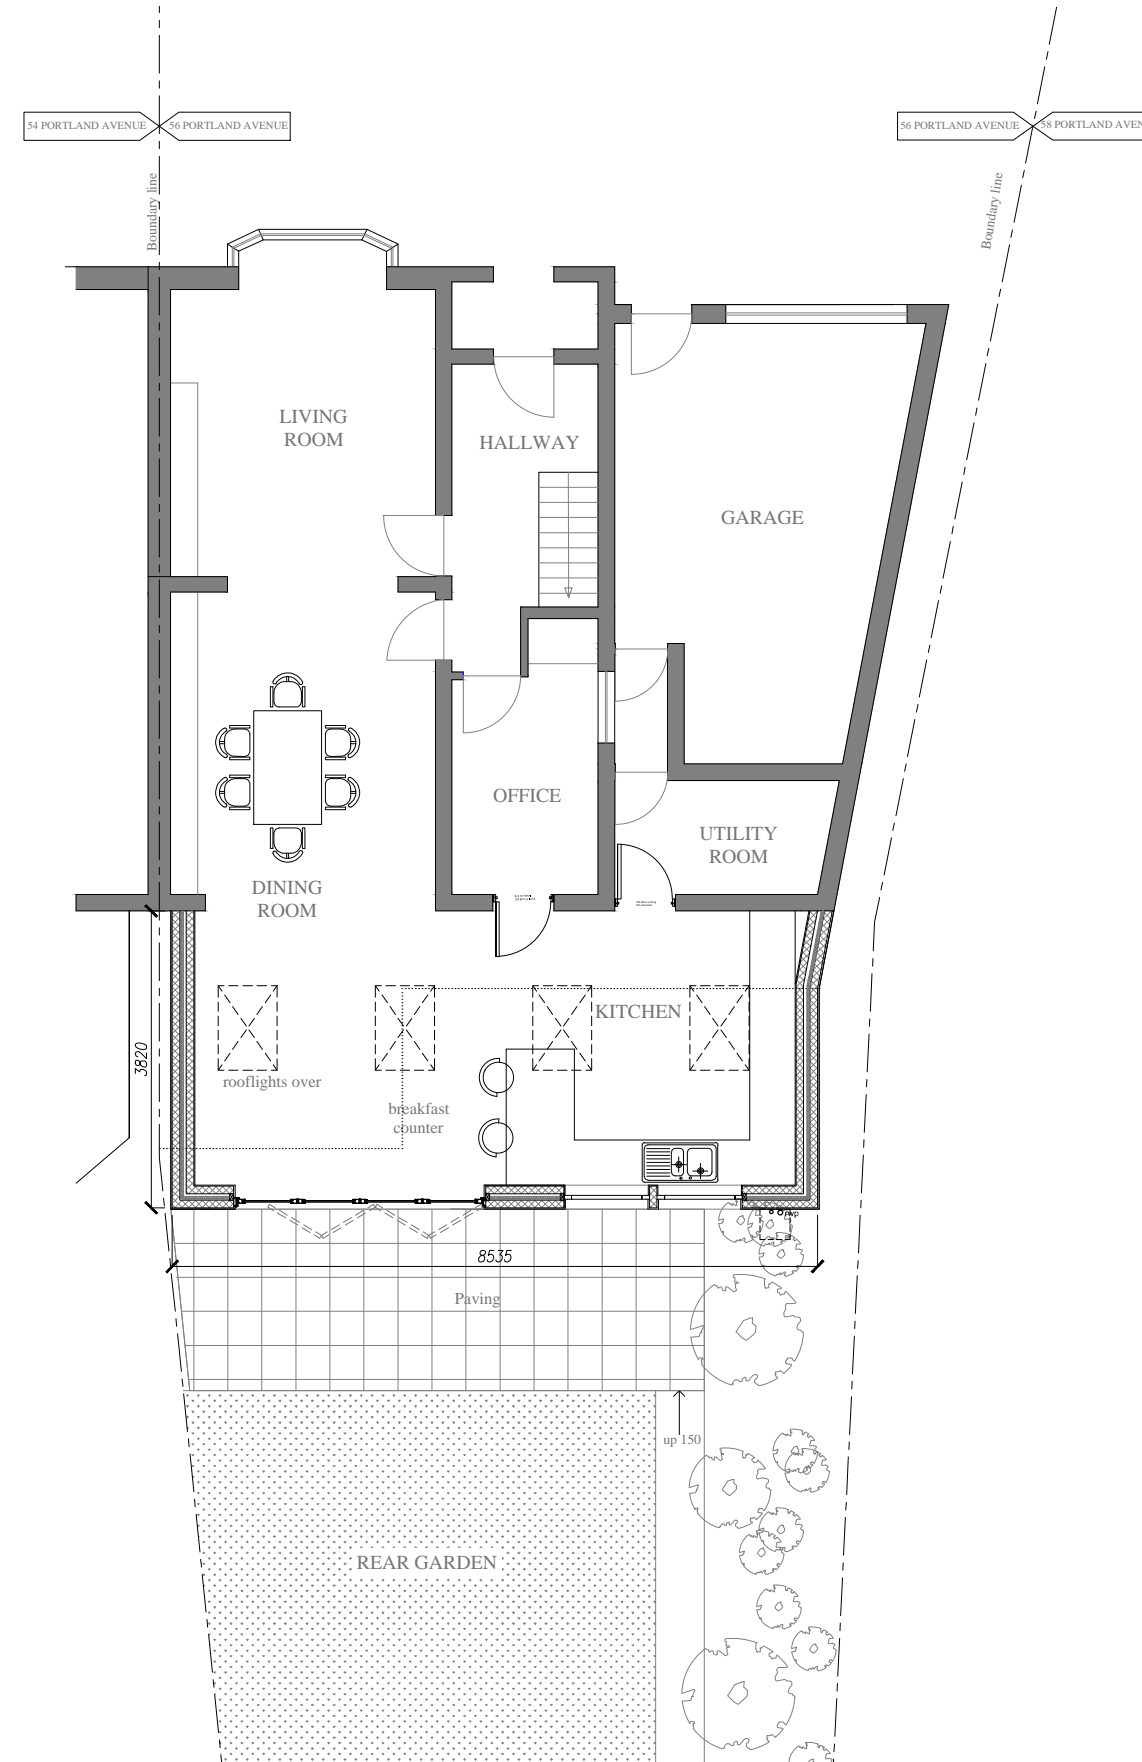 54 PORTLAND AVENUE
56 PORTLAND AVENUE
56 PORTLAND AVENUE
58 PORTLAND AVEN
Boundary line
Boundary line
LIVING
ROOM
HALLWAY
GARAGE
OFFICE
UTILITY
ROOM
DINING
ROOM
KITCHEN
3820
rooflights over
breakfast
counter
8535
Paving
up 150
REAR GARDEN